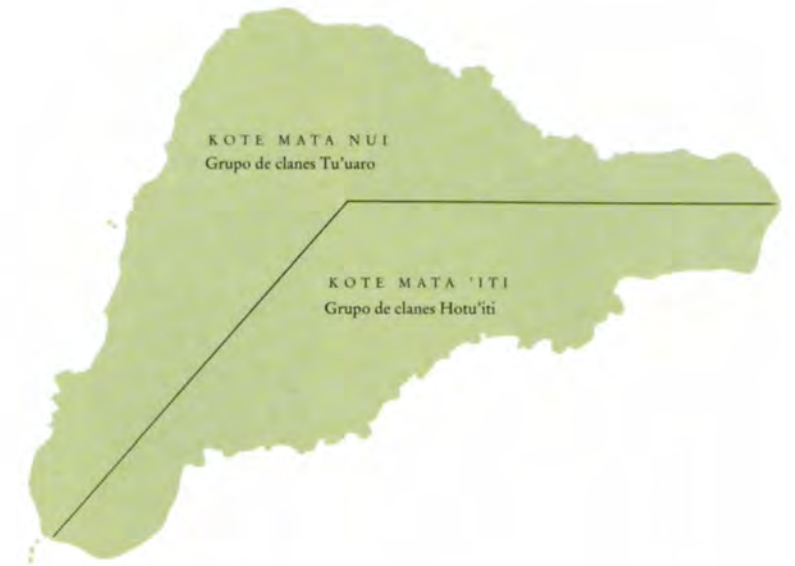 KOTE MATA NUI
Grupo de clanes Tu'uaro
KOTE MATA 'ITI
Grupo de clanes Hotu'iti